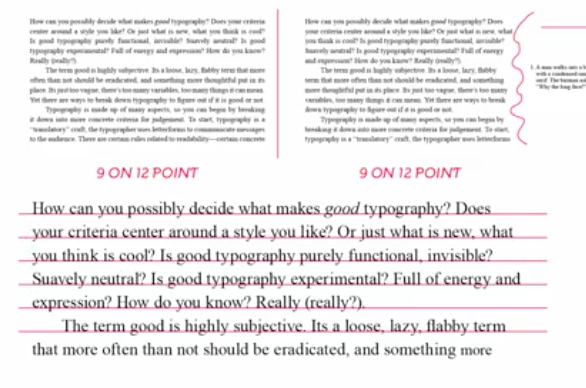 How can you possibly decide what makes good typography? Does your criteria
center around a style you like? Or just what is new, what you think is cool?
Is good typography purely functional, invisible? Suavely neutral? Is good
typography experimental? Full of energy and expression? How do you know?
Really (really?)
The term good is highly subjective. Its a loose, lazy, flabby term that more
often than not should be eradicated, and something more thoughtful put in its
place. Its just too vague, there's too many variables, too many things it can mean.
Yet there are ways to break down typography to figure out if it is good or not.
Typography is made up of many aspects, so you can begin by breaking
it down into more concrete criteria for judgement. To start, typography is a
"translatory" craft, the typographer uses letterforms to communicate messages
to the audience. There are certain rules related to readability—certain concrete
9 ON 12 POINT
How can you possibly decide what makes good typography? Does
your criteria center around a style you like? Or just what is new, what
you think is cool? Is good typography purely functional, invisible?
Suavely neutral? Is good typography experimental? Full of energy
and expression? How do you know? Really (really?)
The term good is highly subjective. Its a loose, lazy, flabby
term that more often than not should be eradicated, and something
more thoughtful put in its place. Its just too vague, there's too many
variables, too many things it can mean. Yet there are ways to break
down typography to figure out if it is good or not.
Typography is made up of many aspects, so you can begin by
breaking it down into more concrete criteria for judgement. To start,
typography is a "translatory" craft, the typographer uses letterforms
9 ON 12 POINT
1. A man walks into a b
with a condensed
"Why the long face?"
How can you possibly decide what makes good typography? Does
your criteria center around a style you like? Or just what is new, what
you think is cool? Is good typography purely functional, invisible?
Suavely neutral? Is good typography experimental? Full of energy and
expression? How do you know? Really (really?).
The term good is highly subjective. Its a loose, lazy, flabby term
that more often than not should be eradicated, and something more